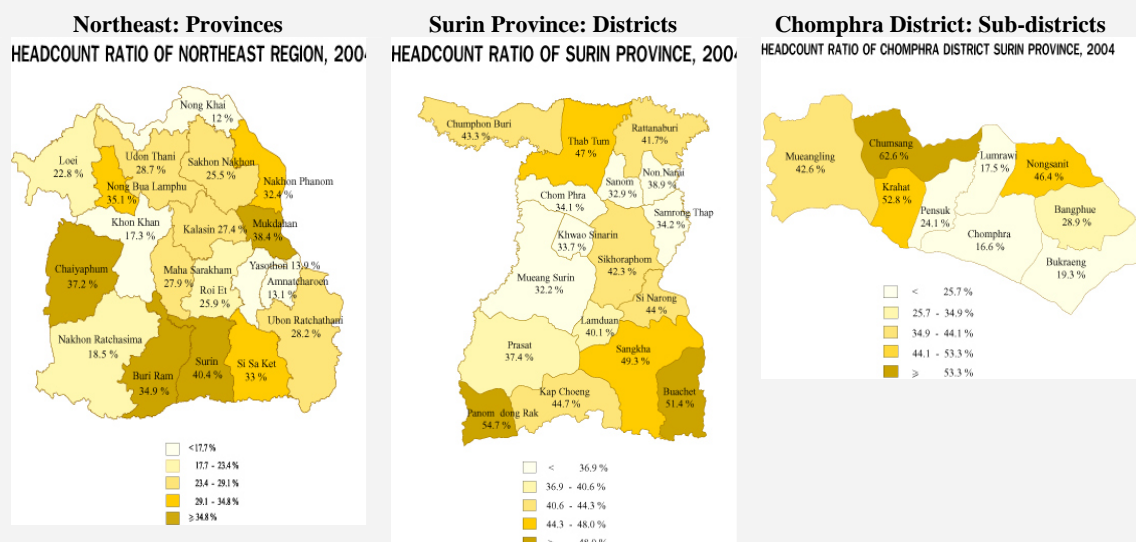 Northeast: Provinces
HEADCOUNT RATIO OF NORTHEAST REGION, 200
Nong Khai
12 %
Loei
22.8 %
Udon Thani
28.7 %
Sakhon Nakhon
25.5 %
Nong Bua Lamphu
35.1 %
Nakhon Phanom
32.4 %
Khon Khan
17.3 %
Kalasin 27.4 %
Mukdahan
38.4 %
Chaiyaphum
37.2 %
Maha Sarakham
27.9 %
Roi Et
25.9 %
Yasothon 13.9 %
Amnatcharoen
13.1 %
Ubon Ratchathani
28.2 %
Nakhon Ratchasima
18.5 %
Buri Ram
34.9 %
Surin
40.4 %
Si Sa Ket
33 %
<17.7 %
17.7 - 23.4 %
23.4 - 29.1 %
29.1 - 34.8 %
⩾ 34.8 %
Surin Province: Districts
HEADCOUNT RATIO OF SURIN PROVINCE, 200
Chumphon Buri
43.3 %
Thab Tum
47 %
Rattanaburi
41.7%
Sanom
32.9 %
Non Narai
38.9 %
Chom Phra
34.1 %
Samrong Thap
34.2 %
Khwao Sinarin
33.7 %
Sikhoraphom
42.3 %
Mueang Surin
32.2 %
Si Narong
44 %
Lamduan
40.1 %
Prasat
37.4 %
Sangkha
49.3 %
Kap Choeng
44.7 %
Buachet
51.4 %
Panom dong Rak
54.7 %
< 36.9 %
36.9 - 40.6 %
40.6 - 44.3 %
44.3 - 48.0 %
Chomphra District: Sub-districts
HEADCOUNT RATIO OF CHOMPHRA DISTRICT SURIN PROVINCE, 2004
Mueangling
42.6 %
Chumsang
62.6 %
Lumrawi
17.5 %
Nongsanit
46.4 %
Krahat
52.8 %
Pensuk
24.1 %
Bangphue
28.9 %
Chomphra
16.6 %
Bukraeng
19.3 %
< 25.7 %
25.7 - 34.9 %
34.9 - 44.1 %
44.1 - 53.3 %
⩾ 53.3 %